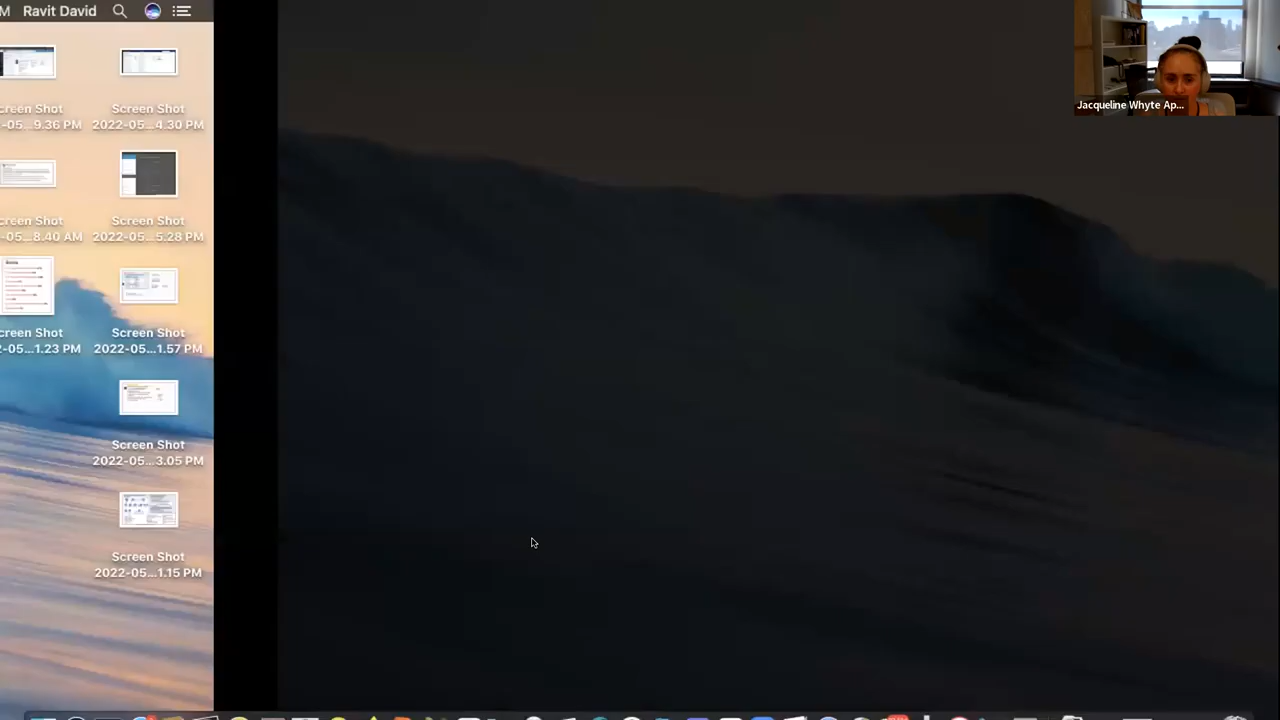 M Ravit David
creen Shot
-05...9.36 PM
Screen Shot
2022-05...4.30 PM
creen Shot
-05...8.40 AM
Screen Shot
2022-05...5.28 PM
creen Shot
2-05...1.23 PM
Screen Shot
2022-05...1.57 PM
Screen Shot
2022-05...3.05 PM
Screen Shot
2022-05...1.15 PM
Jacqueline Whyte Ap...